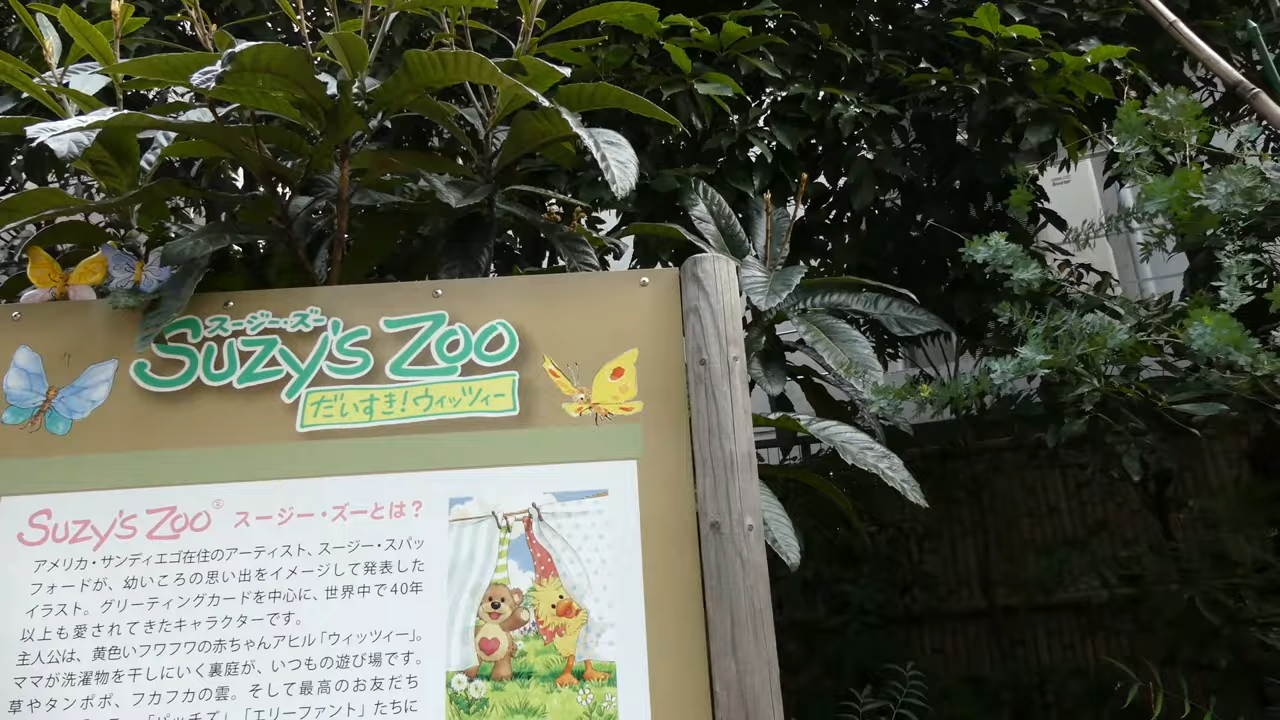 スージー・ズー
Suzy's Zoo
だいすき!ウィッツィー
Suzy's Zoo® スージー・ズーとは?
アメリカ・サンディエゴ在住のアーティスト、スージー・スパッ
フォードが、幼いころの思い出をイメージして発表した
イラスト。グリーティングカードを中心に、世界中で40年
以上も愛されてきたキャラクターです。
主人公は、黄色いフワフワの赤ちゃんアヒル「ウィッツィー」。
ママが洗濯物を干しにいく裏庭が、いつもの遊び場です。
草やタンポポ、フカフカの雲。そして最高のお友だち
「パッチズ」、「エリーファント」たちに